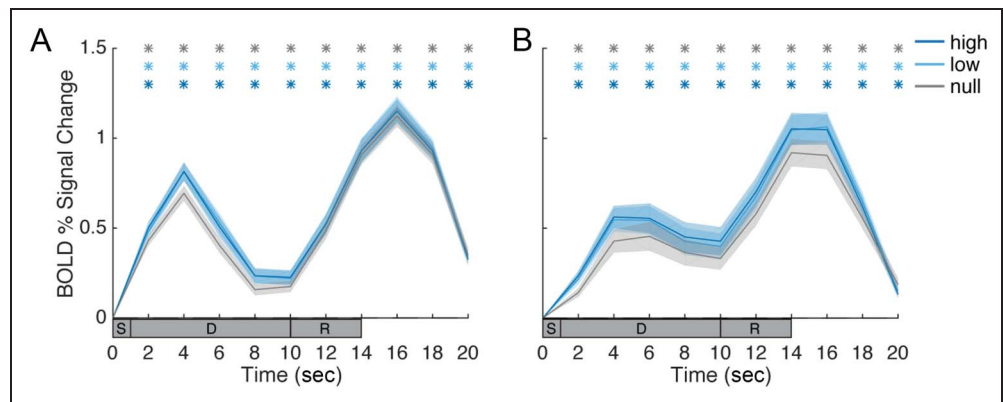 A
B
1.5
1
0.5
0
BOLD % Signal Change
high
low
null
S D R
S D R
0 2 4 6 8 10 12 14 16 18 20
0 2 4 6 8 10 12 14 16 18 20
Time (sec)
Time (sec)